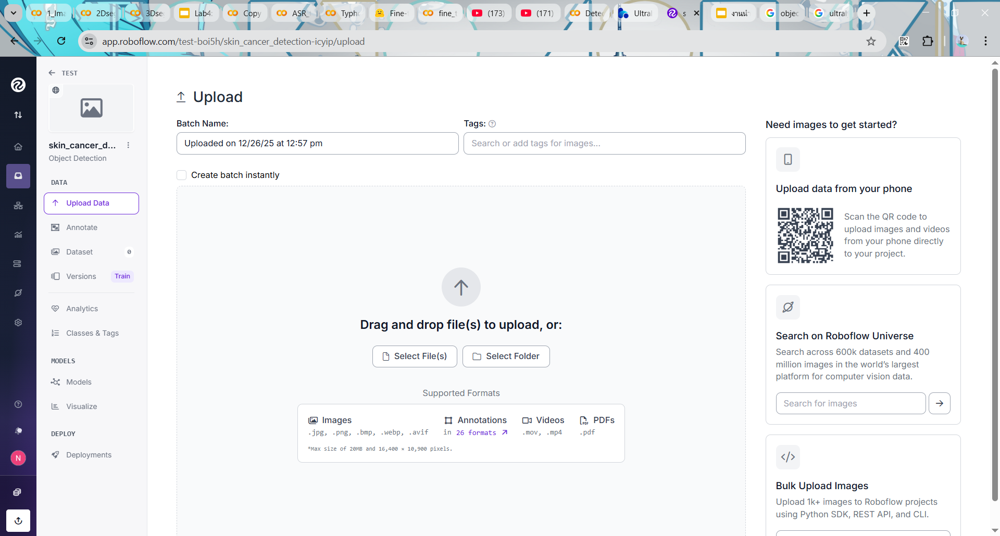 1_Ima
2Dse
3Dse
Lab4:
Copy
ASR_
Typh
Fine-
fine_t
(173)
(171)
Detec
Ultral
s
objec
ultral
app.roboflow.com/test-boi5h/skin_cancer_detection-icyip/upload
TEST
skin_cancer_d...
Object Detection
DATA
Upload Data
Annotate
Dataset 0
Versions Train
Analytics
Classes & Tags
MODELS
Models
Visualize
DEPLOY
Deployments
N
Upload
Batch Name:
Uploaded on 12/26/25 at 12:57 pm
Tags:
Search or add tags for images...
Create batch instantly
Drag and drop file(s) to upload, or:
Select File(s)
Select Folder
Supported Formats
Images
.jpg, .png, .bmp, .webp, .avif
Annotations
in 26 formats
Videos
.mov, .mp4
PDFs
.pdf
*Max size of 20MB and 16,400 × 10,900 pixels.
Need images to get started?
Upload data from your phone
Scan the QR code to
upload images and videos
from your phone directly
to your project.
Search on Roboflow Universe
Search across 600k datasets and 400
million images in the world’s largest
platform for computer vision data.
Search for images
Bulk Upload Images
Upload 1k+ images to Roboflow projects
using Python SDK, REST API, and CLI.